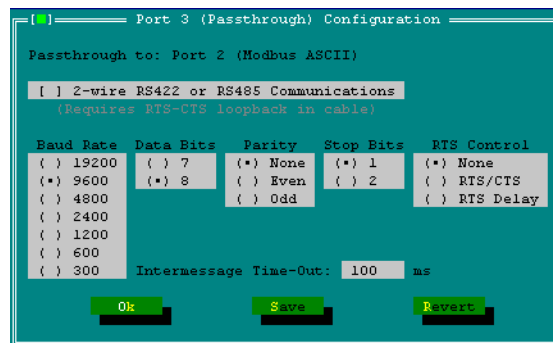 [■] Port 3 (Passthrough) Configuration
Passthrough to: Port 2 (Modbus ASCII)
[ ] 2-wire RS422 or RS485 Communications
(Requires RTS-CTS loopback in cable)
Baud Rate Data Bits Parity Stop Bits RTS Control
( ) 19200 ( ) 7 (•) None (•) 1 (•) None
(•) 9600 (•) 8 ( ) Even ( ) 2 ( ) RTS/CTS
( ) 4800 ( ) Odd ( ) RTS Delay
( ) 2400
( ) 1200
( ) 600
( ) 300 Intermessage Time-Out: 100 ms
Ok Save Revert